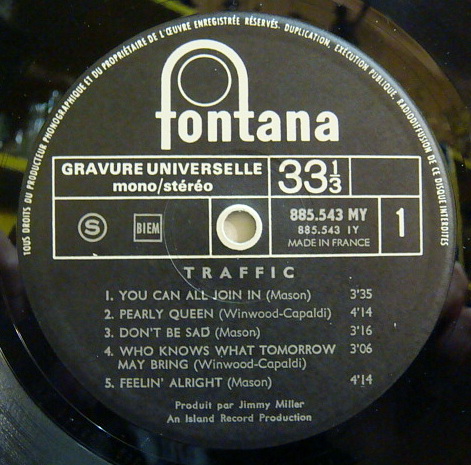 TOUS DROITS DU PRODUCTEUR PHONOGRAPHIQUE ET DU PROPRIÉTAIRE DE L'ŒUVRE ENREGISTRÉE RÉSERVÉS. DUPLICATION, EXÉCUTION PUBLIQUE, RADIODIFFUSION DE CE DISQUE INTERDITES
fontana
GRAVURE UNIVERSELLE
mono/stéréo
33 1/3
S
BIEM
885.543 MY
885.543 IY
MADE IN FRANCE
1
TRAFFIC
1. YOU CAN ALL JOIN IN (Mason) 3'35
2. PEARLY QUEEN (Winwood-Capaldi) 4'14
3. DON'T BE SAD (Mason) 3'16
4. WHO KNOWS WHAT TOMORROW 3'06
MAY BRING (Winwood-Capaldi)
5. FEELIN' ALRIGHT (Mason) 4'14
Produit par Jimmy Miller
An Island Record Production